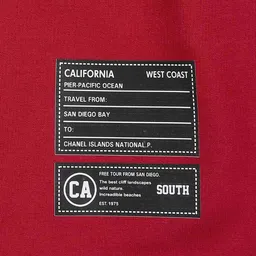 CALIFORNIA WEST COAST
PIER-PACIFIC OCEAN
TRAVEL FROM:
SAN DIEGO BAY
TO:
CHANEL ISLANDS NATIONAL.P.
CA
FREE TOUR FROM SAN DIEGO.
The best cliff landscapes
wild nature.
Increadible beaches
EST. 1975
SOUTH